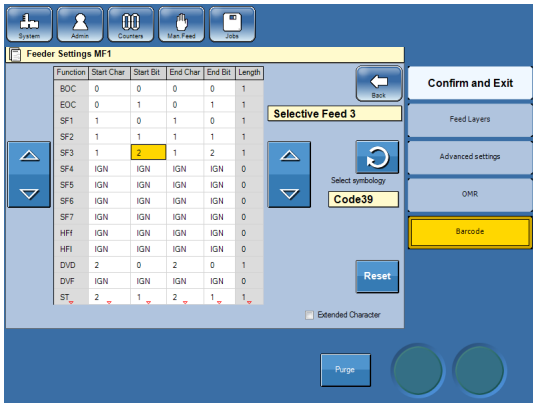 System Admin Counters Man.Feed Jobs
Feeder Settings MF1
Function Start Char Start Bit End Char End Bit Length
BOC 0 0 0 0 1
EOC 0 1 0 1 1
SF1 1 0 1 0 1
SF2 1 1 1 1 1
SF3 1 2 1 2 1
SF4 IGN IGN IGN IGN 0
SF5 IGN IGN IGN IGN 0
SF6 IGN IGN IGN IGN 0
SF7 IGN IGN IGN IGN 0
HFf IGN IGN IGN IGN 0
HFl IGN IGN IGN IGN 0
DVD 2 0 2 0 1
DVF IGN IGN IGN IGN 0
ST 2 1 2 1 1
Back
Selective Feed 3
Select symbology
Code39
Reset
Extended Character
Confirm and Exit
Feed Layers
Advanced settings
OMR
Barcode
Purge